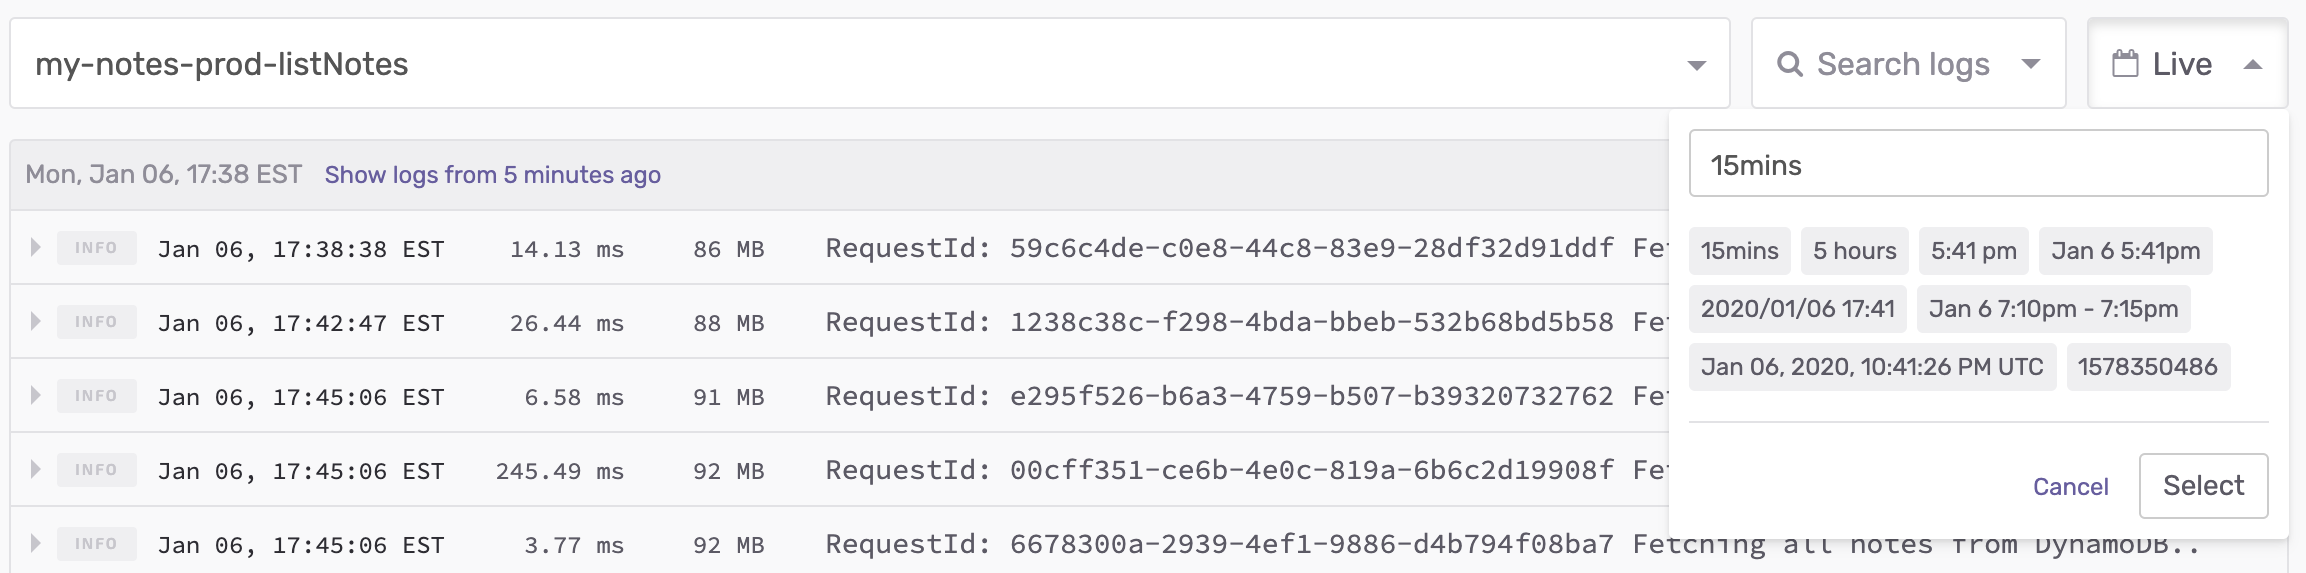 my-notes-prod-listNotes
Search logs
Live
15mins
15mins 5 hours 5:41 pm Jan 6 5:41pm
2020/01/06 17:41 Jan 6 7:10pm - 7:15pm
Jan 06, 2020, 10:41:26 PM UTC 1578350486
Cancel Select
Mon, Jan 06, 17:38 EST Show logs from 5 minutes ago
INFO Jan 06, 17:38:38 EST 14.13 ms 86 MB RequestId: 59c6c4de-c0e8-44c8-83e9-28df32d91ddf Fe
INFO Jan 06, 17:42:47 EST 26.44 ms 88 MB RequestId: 1238c38c-f298-4bda-bbeb-532b68bd5b58 Fe
INFO Jan 06, 17:45:06 EST 6.58 ms 91 MB RequestId: e295f526-b6a3-4759-b507-b39320732762 Fe
INFO Jan 06, 17:45:06 EST 245.49 ms 92 MB RequestId: 00cff351-ce6b-4e0c-819a-6b6c2d19908f Fe
INFO Jan 06, 17:45:06 EST 3.77 ms 92 MB RequestId: 6678300a-2939-4ef1-9886-d4b794f08ba7 Fetching all notes from DynamoDB..